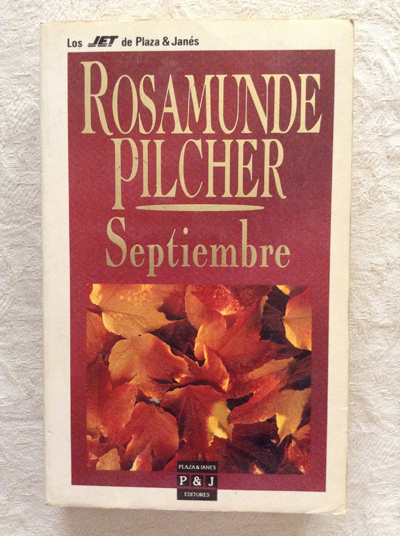 Los JET de Plaza & Janés
ROSAMUNDE
PILCHER
Septiembre
PLAZA & JANES
P & J
EDITORES